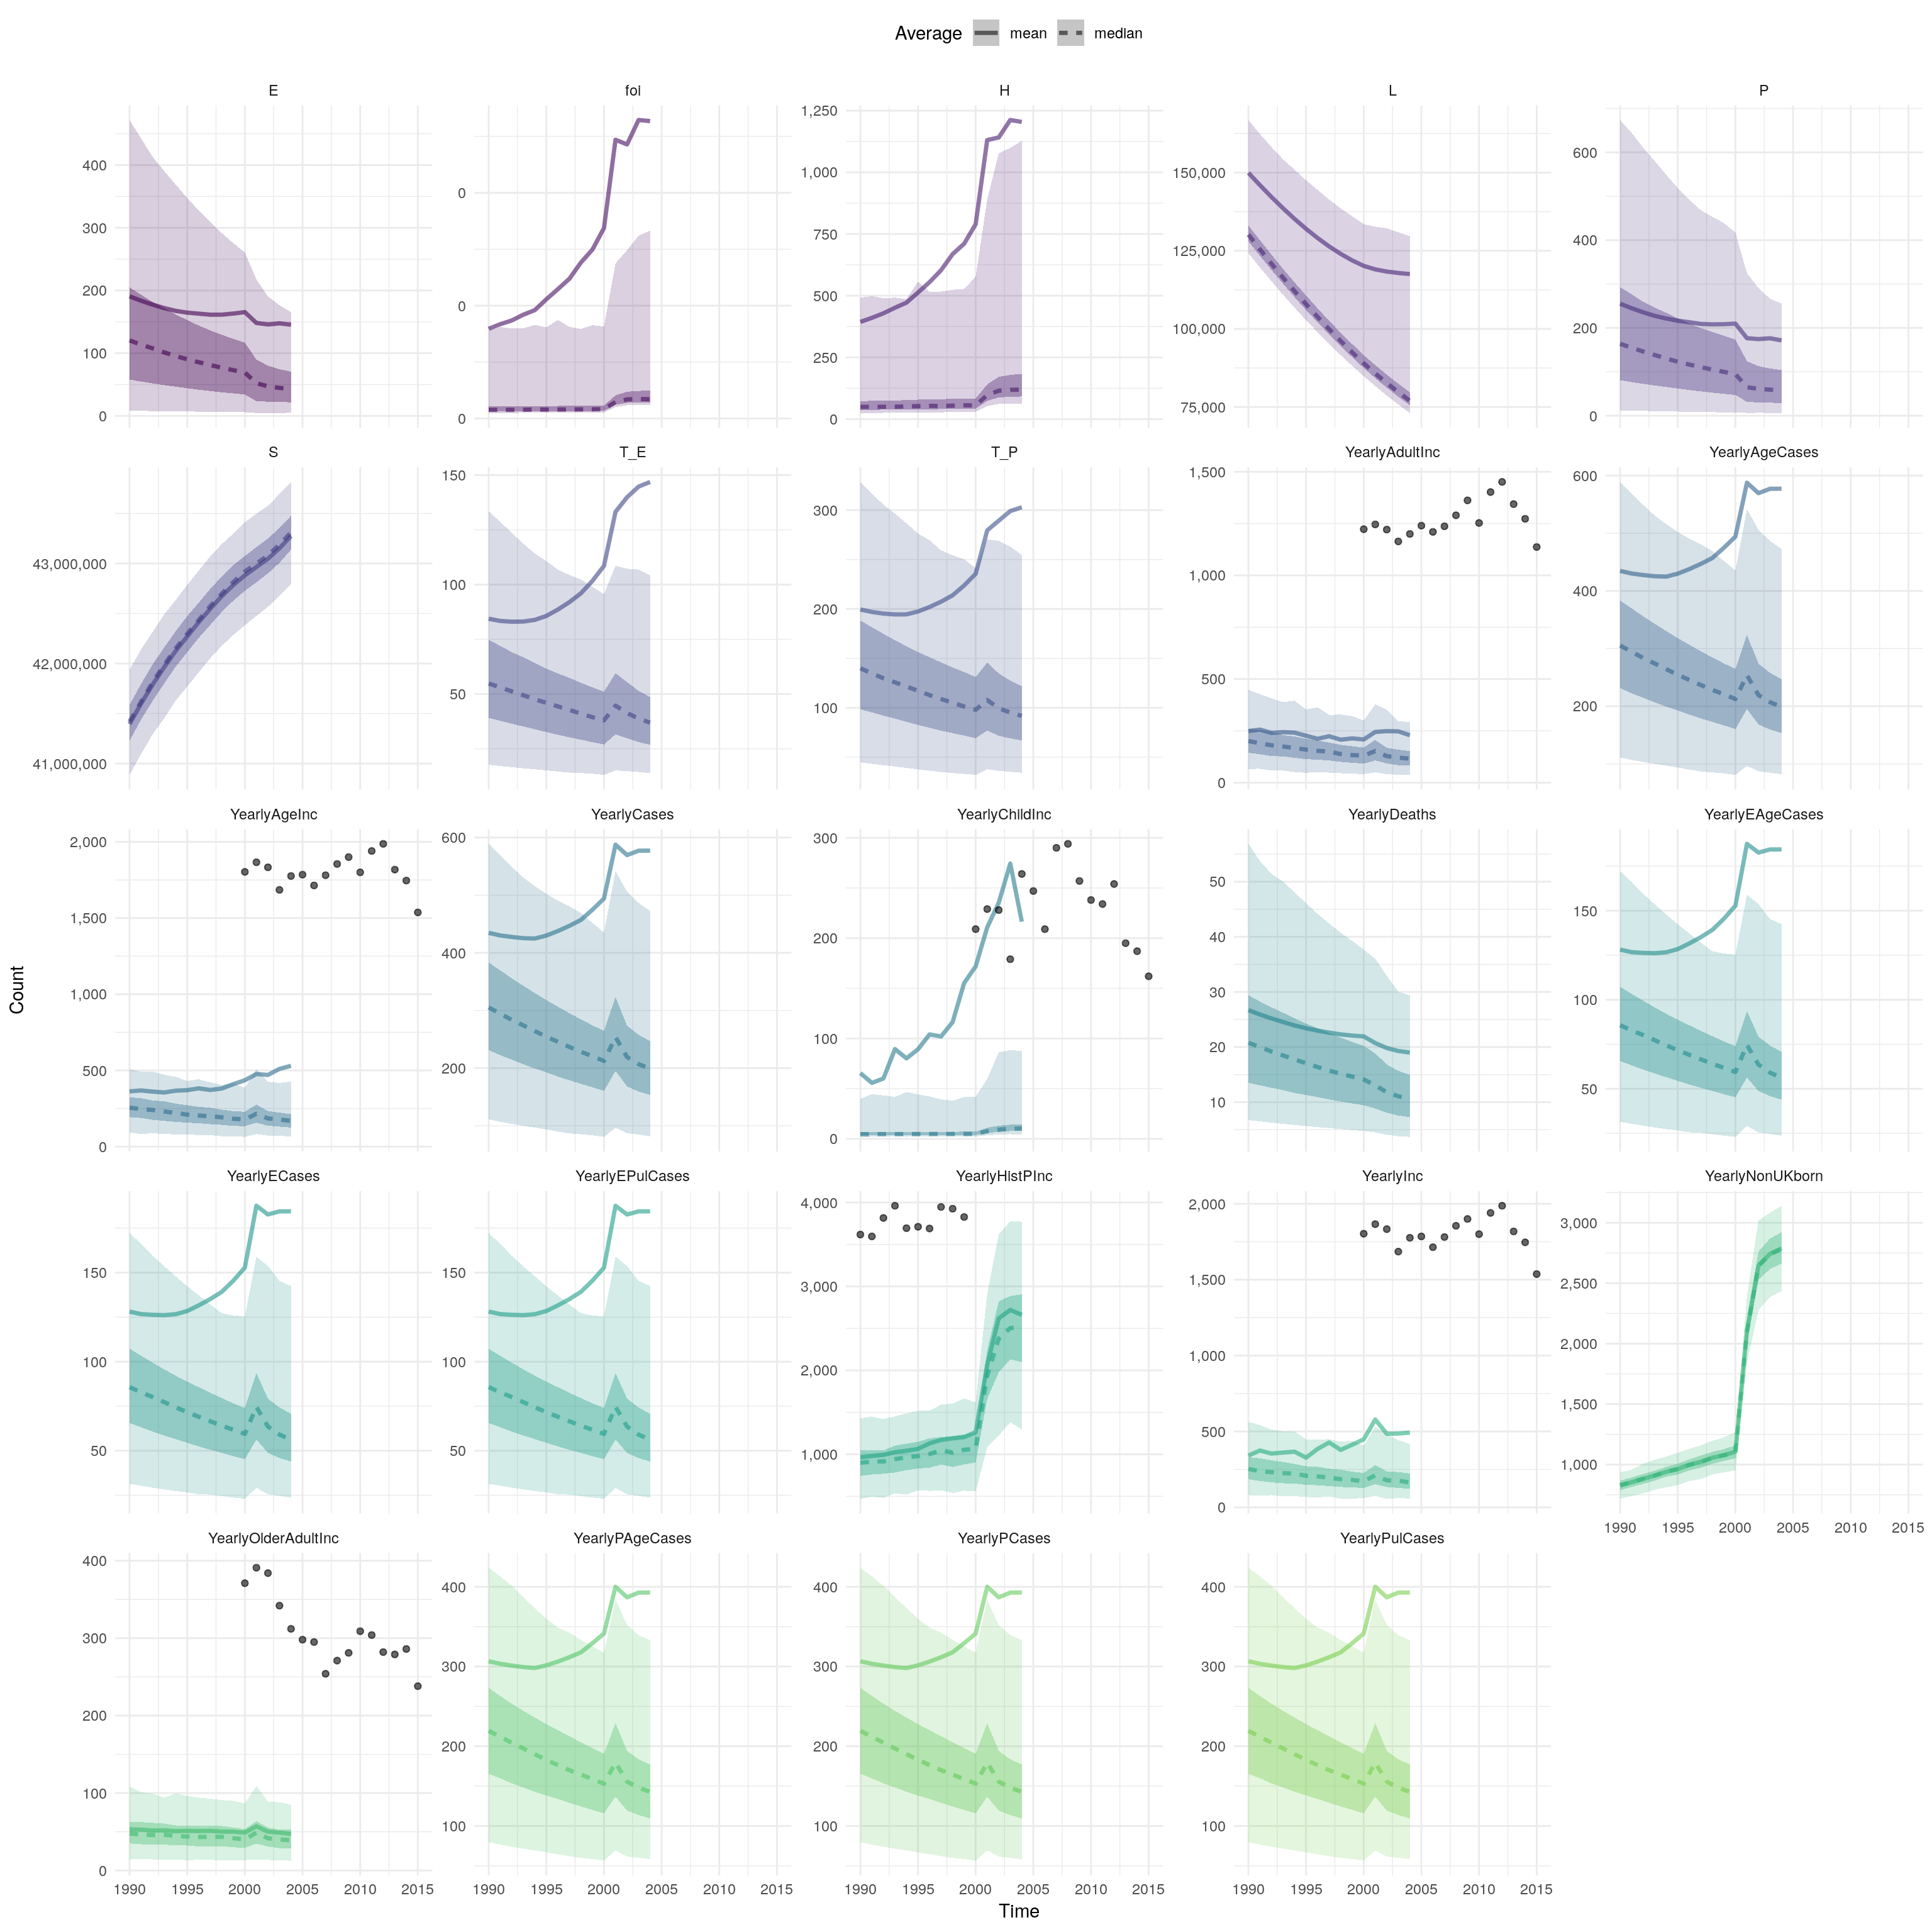 Average mean median
E foi H L P
400 300 200 100 0
0 0 0
1,250 1,000 750 500 250 0
150,000 125,000 100,000 75,000
600 400 200 0
S T_E T_P YearlyAdultInc YearlyAgeCases
43,000,000 42,000,000 41,000,000
150 100 50
300 200 100
1,500 1,000 500 0
600 400 200
YearlyAgeInc YearlyCases YearlyChildInc YearlyDeaths YearlyEAgeCases
2,000 1,500 1,000 500 0
600 400 200
300 200 100 0
50 40 30 20 10
150 100 50
Count
YearlyECases YearlyEPulCases YearlyHistPInc YearlyInc YearlyNonUKborn
150 100 50
150 100 50
4,000 3,000 2,000 1,000
2,000 1,500 1,000 500 0
3,000 2,500 2,000 1,500 1,000
1990 1995 2000 2005 2010 2015
YearlyOlderAdultInc YearlyPAgeCases YearlyPCases YearlyPulCases
400 300 200 100 0
400 300 200 100
400 300 200 100
400 300 200 100
1990 1995 2000 2005 2010 2015 1990 1995 2000 2005 2010 2015 1990 1995 2000 2005 2010 2015 1990 1995 2000 2005 2010 2015
Time